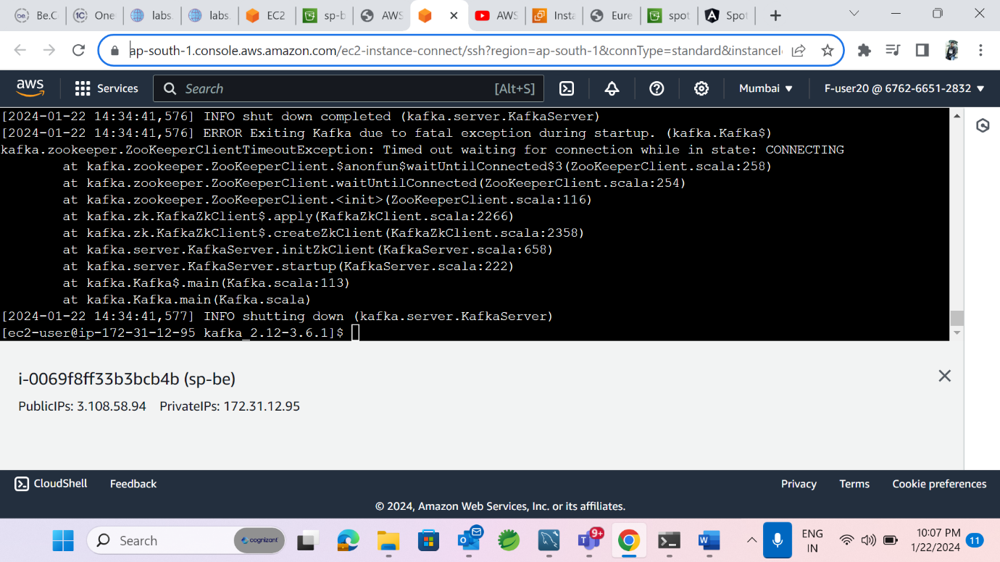 Be.C
One
labs.
labs.
EC2
sp-b
AWS
AWS
Insta
Eure
spot
Spot
ap-south-1.console.aws.amazon.com/ec2-instance-connect/ssh?region=ap-south-1&connType=standard&instanceI
aws
Services
Search
[Alt+S]
Mumbai
F-user20 @ 6762-6651-2832
[2024-01-22 14:34:41,576] INFO shut down completed (kafka.server.KafkaServer)
[2024-01-22 14:34:41,576] ERROR Exiting Kafka due to fatal exception during startup. (kafka.Kafka$)
kafka.zookeeper.ZooKeeperClientTimeoutException: Timed out waiting for connection while in state: CONNECTING
at kafka.zookeeper.ZooKeeperClient.$anonfun$waitUntilConnected$3(ZooKeeperClient.scala:258)
at kafka.zookeeper.ZooKeeperClient.waitUntilConnected(ZooKeeperClient.scala:254)
at kafka.zookeeper.ZooKeeperClient.<init>(ZooKeeperClient.scala:116)
at kafka.zk.KafkaZkClient$.apply(KafkaZkClient.scala:2266)
at kafka.zk.KafkaZkClient$.createZkClient(KafkaZkClient.scala:2358)
at kafka.server.KafkaServer.initZkClient(KafkaServer.scala:658)
at kafka.server.KafkaServer.startup(KafkaServer.scala:222)
at kafka.Kafka$.main(Kafka.scala:113)
at kafka.Kafka.main(Kafka.scala)
[2024-01-22 14:34:41,577] INFO shutting down (kafka.server.KafkaServer)
[ec2-user@ip-172-31-12-95 kafka_2.12-3.6.1]$
i-0069f8ff33b3bcb4b (sp-be)
PublicIPs: 3.108.58.94 PrivateIPs: 172.31.12.95
CloudShell
Feedback
Privacy
Terms
Cookie preferences
© 2024, Amazon Web Services, Inc. or its affiliates.
Search
cognizant
9+
ENG
IN
10:07 PM
1/22/2024
11